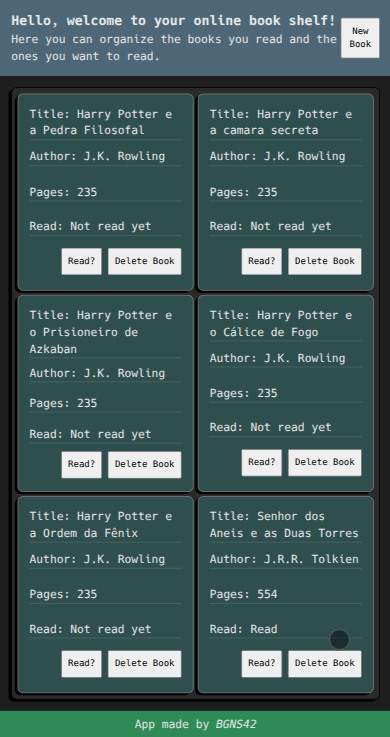 Hello, welcome to your online book shelf!
Here you can organize the books you read and the
ones you want to read.
New
Book
Title: Harry Potter e
a Pedra Filosofal
Author: J.K. Rowling
Pages: 235
Read: Not read yet
Read?
Delete Book
Title: Harry Potter e
a camara secreta
Author: J.K. Rowling
Pages: 235
Read: Not read yet
Read?
Delete Book
Title: Harry Potter e
o Prisioneiro de
Azkaban
Author: J.K. Rowling
Pages: 235
Read: Not read yet
Read?
Delete Book
Title: Harry Potter e
o Cálice de Fogo
Author: J.K. Rowling
Pages: 235
Read: Not read yet
Read?
Delete Book
Title: Harry Potter e
a Ordem da Fênix
Author: J.K. Rowling
Pages: 235
Read: Not read yet
Read?
Delete Book
Title: Senhor dos
Aneis e as Duas Torres
Author: J.R.R. Tolkien
Pages: 554
Read: Read
Read?
Delete Book
App made by BGNS42